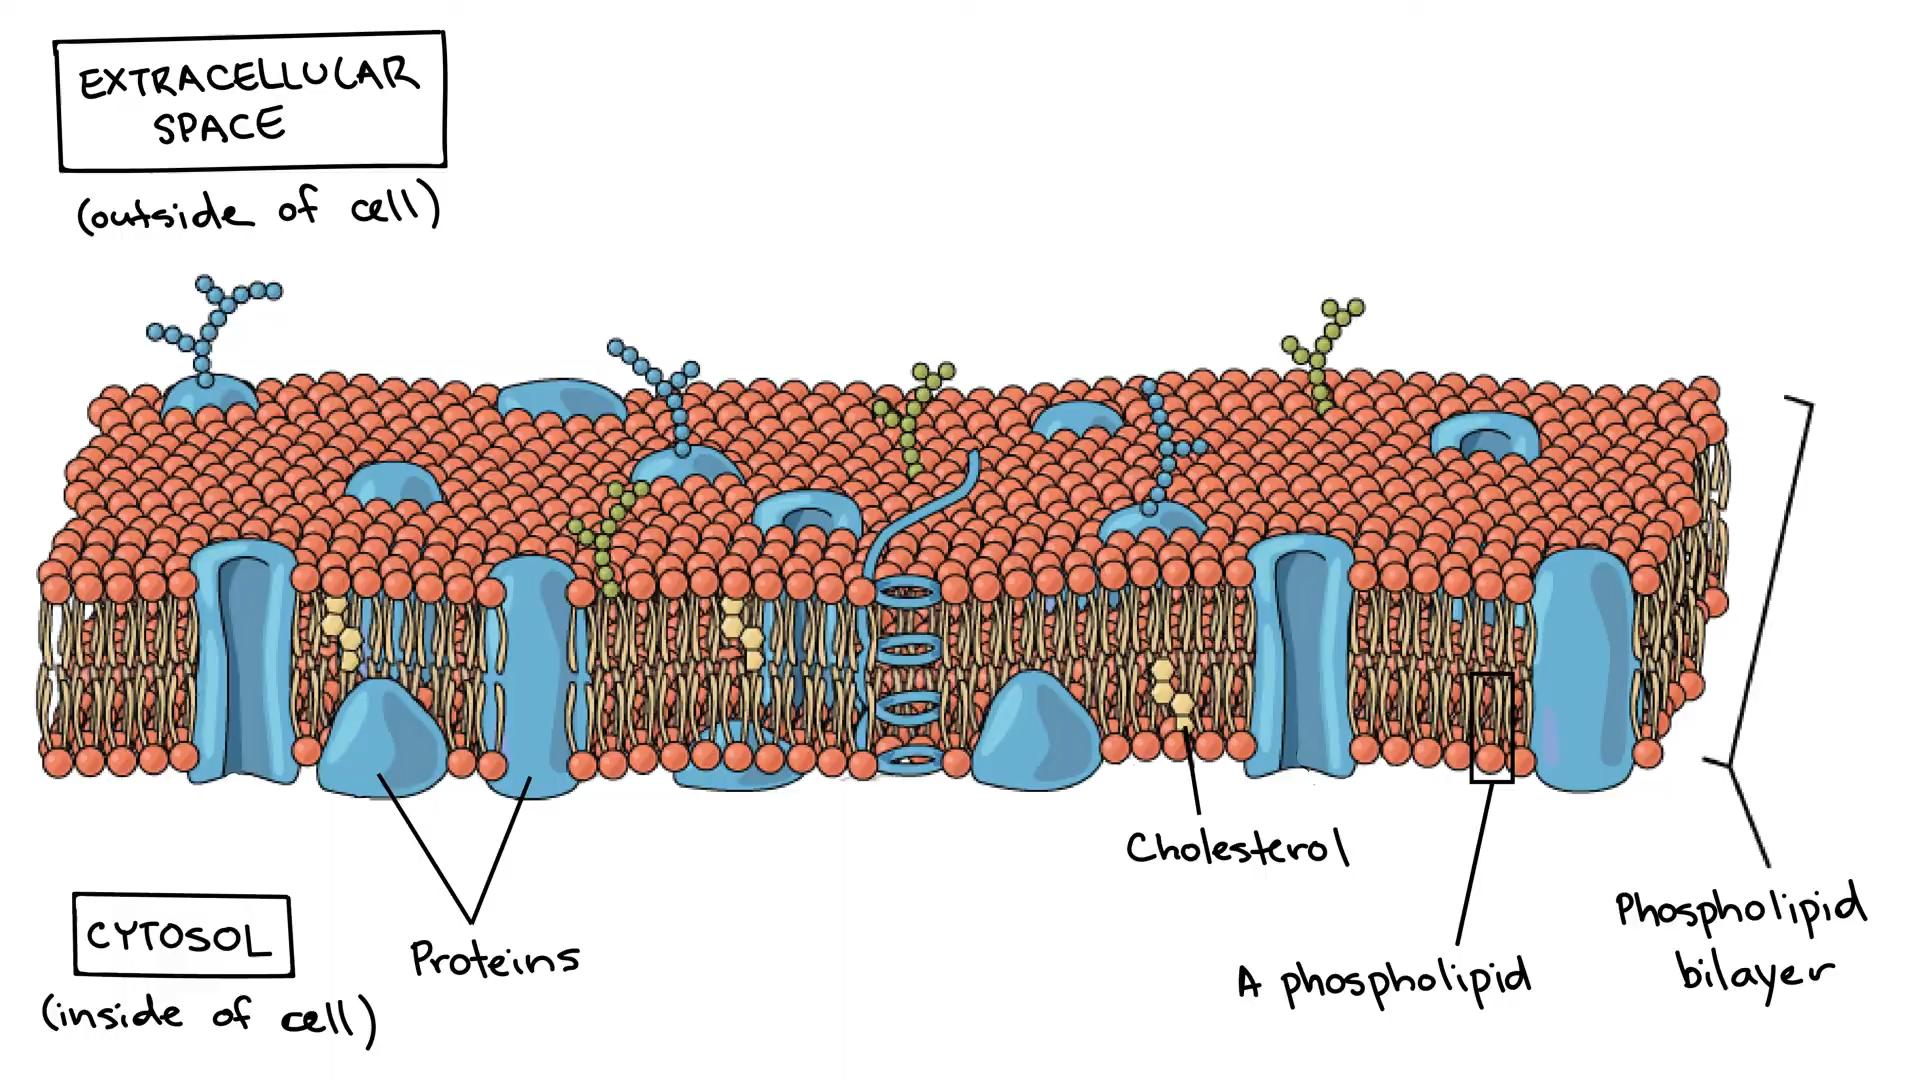 EXTRACELLULAR
SPACE
(outside of cell)
CYTOSOL
(inside of cell)
Proteins
Cholesterol
A phospholipid
Phospholipid
bilayer